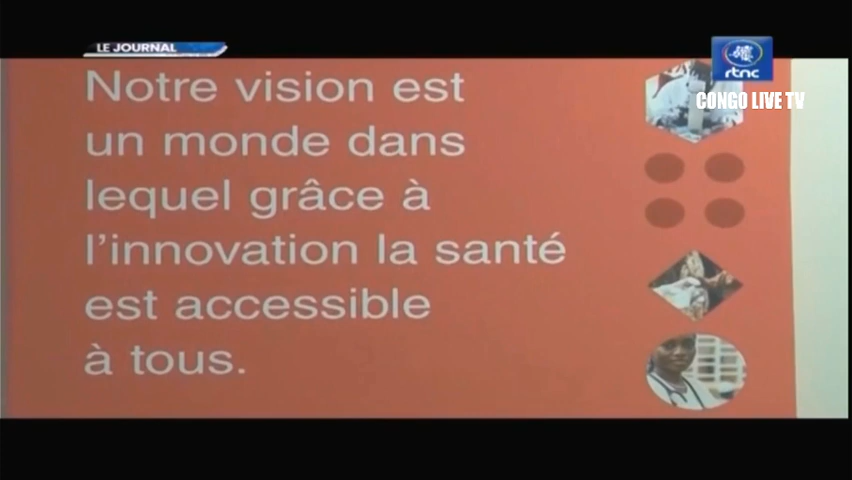 LE JOURNAL
rtnc
CONGO LIVE TV
Notre vision est
un monde dans
lequel grâce à
l'innovation la santé
est accessible
à tous.